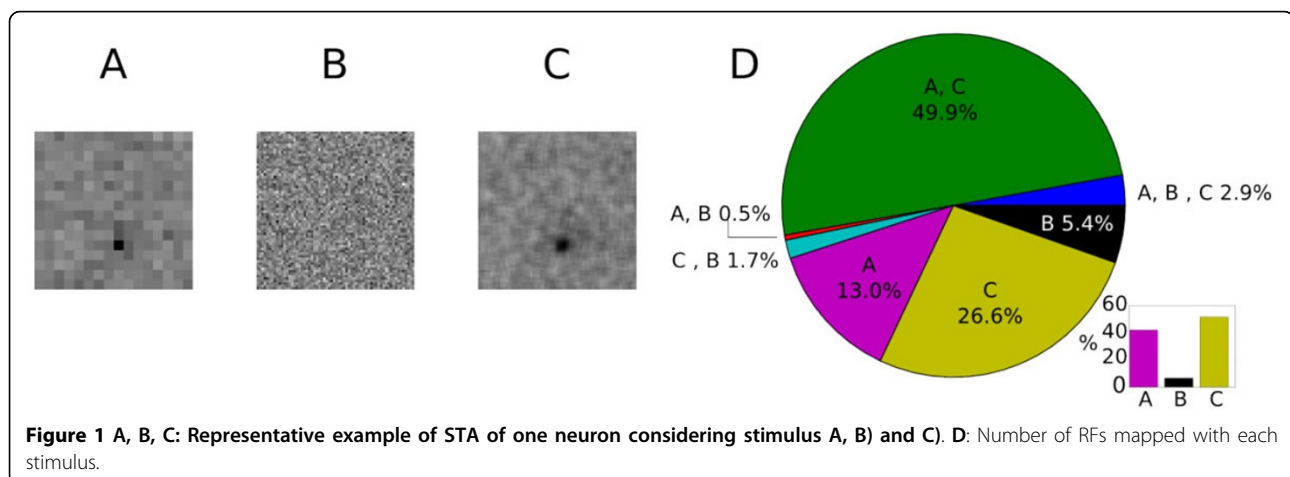 A
B
C
D
A, C
49.9%
A, B , C 2.9%
B 5.4%
A, B 0.5%
C , B 1.7%
A
13.0%
C
26.6%
60
40
%
20
0
A B C
Figure 1 A, B, C: Representative example of STA of one neuron considering stimulus A, B) and C). D: Number of RFs mapped with each
stimulus.